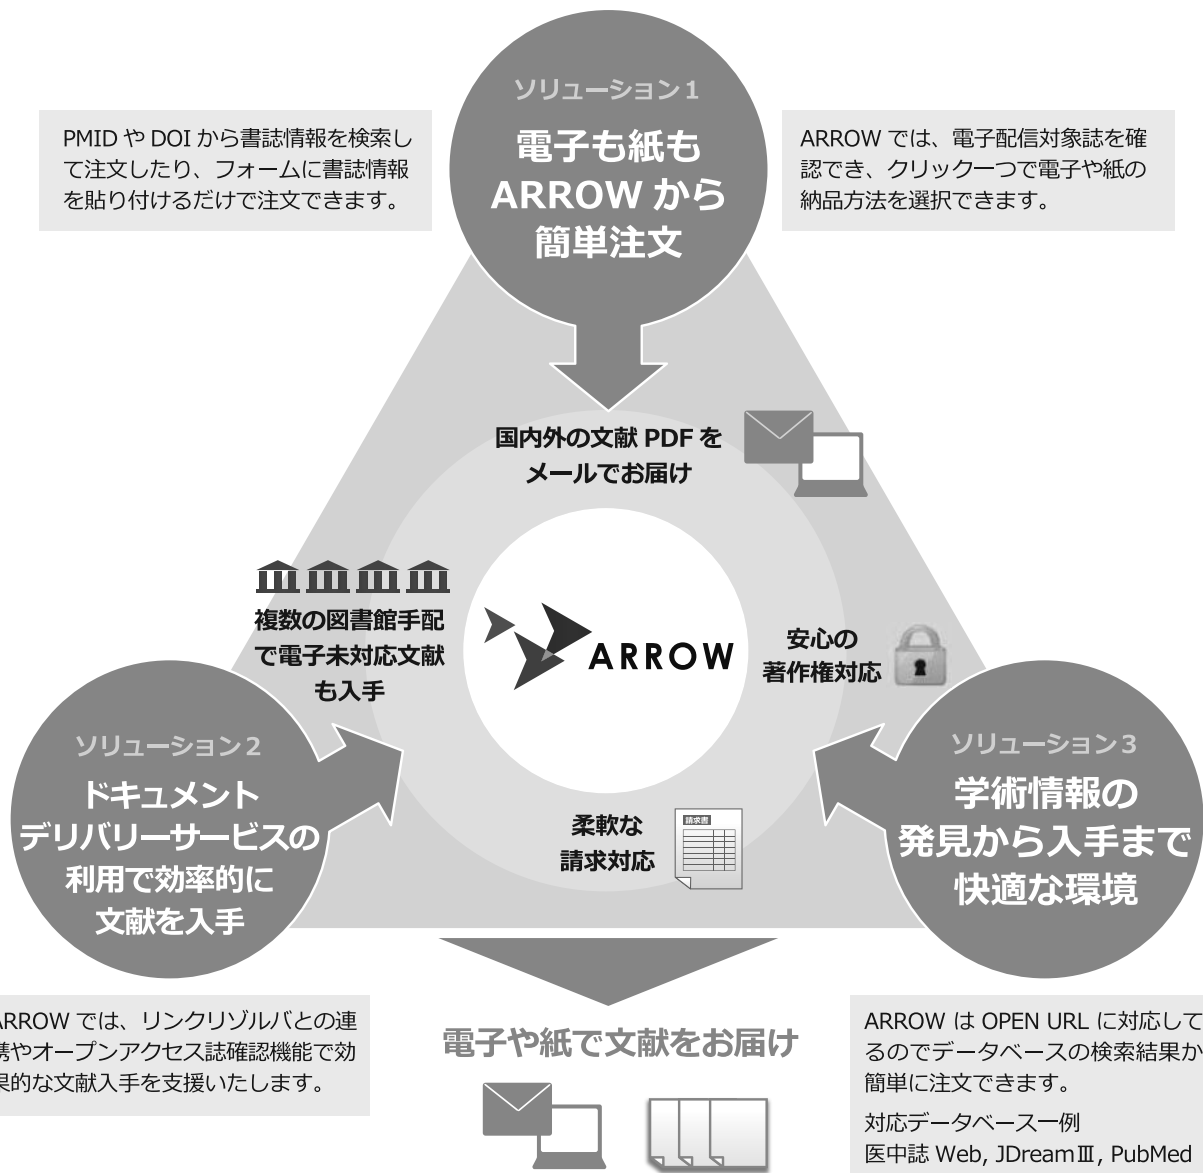 ソリューション 1
電子も紙も
ARROW から
簡単注文
PMID や DOI から書誌情報を検索し
て注文したり、フォームに書誌情報
を貼り付けるだけで注文できます。
ARROW では、電子配信対象誌を確
認でき、クリック一つで電子や紙の
納品方法を選択できます。
国内外の文献 PDF を
メールでお届け
複数の図書館手配
で電子未対応文献
も入手
ARROW
安心の
著作権対応
柔軟な
請求対応
請求書
ソリューション 2
ドキュメント
デリバリーサービスの
利用で効率的に
文献を入手
ソリューション 3
学術情報の
発見から入手まで
快適な環境
ARROW では、リンクリゾルバとの連
携やオープンアクセス誌確認機能で効
果的な文献入手を支援いたします。
電子や紙で文献をお届け
ARROW は OPEN URL に対応して
るのでデータベースの検索結果か
簡単に注文できます。
対応データベース一例
医中誌 Web, JDreamⅢ, PubMed